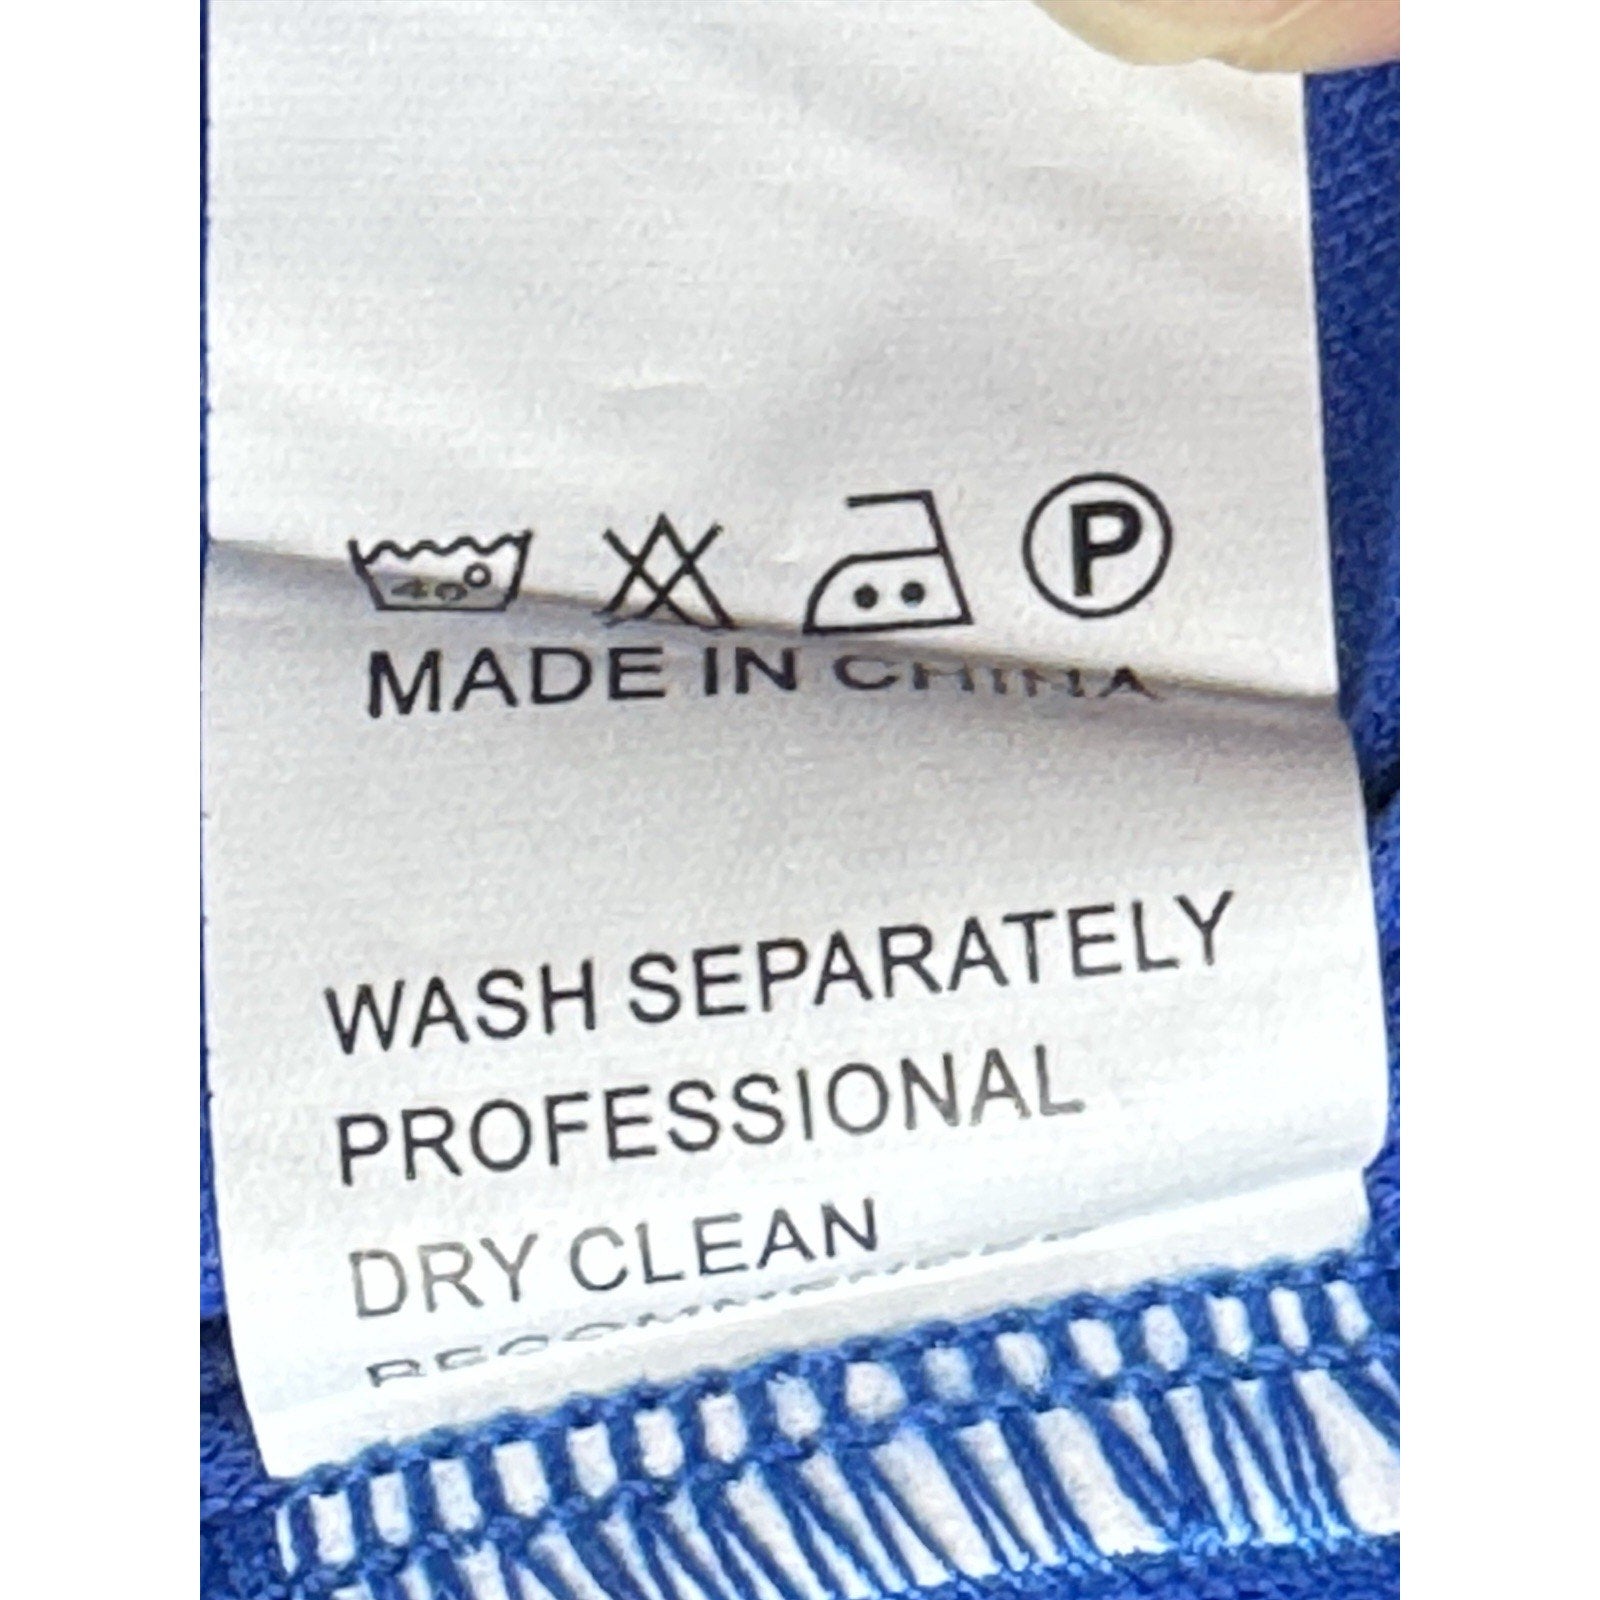 40°
P
MADE IN CHINA
WASH SEPARATELY
PROFESSIONAL
DRY CLEAN